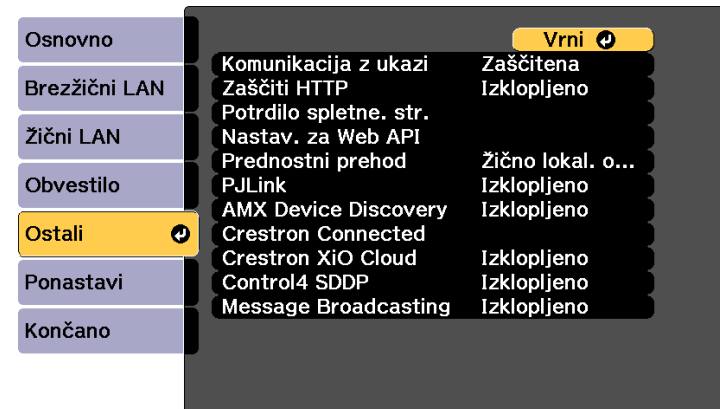 Osnovno
Brezžični LAN
Žični LAN
Obvestilo
Ostali
Ponastavi
Končano
Vrni
Komunikacija z ukazi Zaščitena
Zaščiti HTTP Izklopljeno
Potrdilo spletne. str.
Nastav. za Web API
Prednostni prehod Žično lokal. o...
PJLink Izklopljeno
AMX Device Discovery Izklopljeno
Crestron Connected
Crestron XiO Cloud Izklopljeno
Control4 SDDP Izklopljeno
Message Broadcasting Izklopljeno